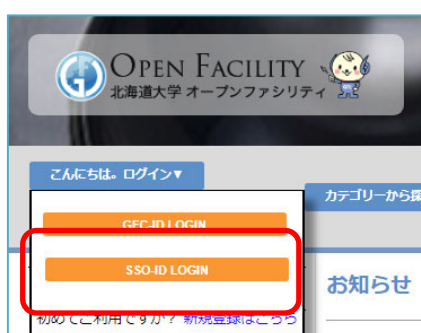 OPEN FACILITY
北海道大学 オープンファシリティ
こんにちは。ログイン▼
カテゴリーから探
GFC-ID LOGIN
SSO-ID LOGIN
初めてご利用ですか？ 新規登録はこちら
お知らせ